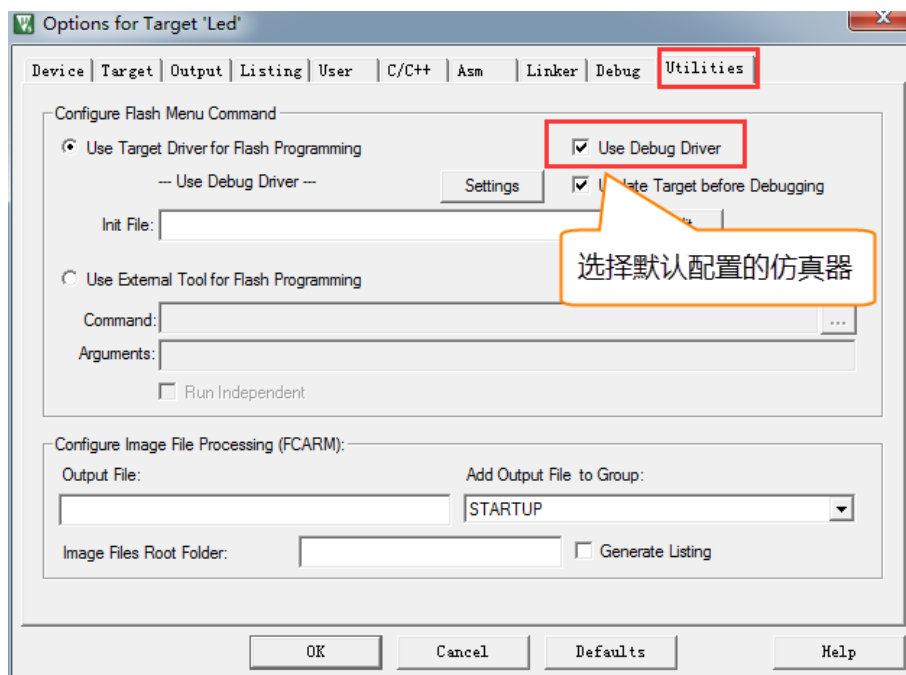 Options for Target 'Led'
Device Target Output Listing User C/C++ Asm Linker Debug Utilities
Configure Flash Menu Command
Use Target Driver for Flash Programming Use Debug Driver
--- Use Debug Driver --- Settings Target before Debugging
Init File:
选择默认配置的仿真器
Use External Tool for Flash Programming
Command: ...
Arguments:
Run Independent
Configure Image File Processing (FCARM):
Output File: Add Output File to Group:
STARTUP
Image Files Root Folder: Generate Listing
OK Cancel Defaults Help